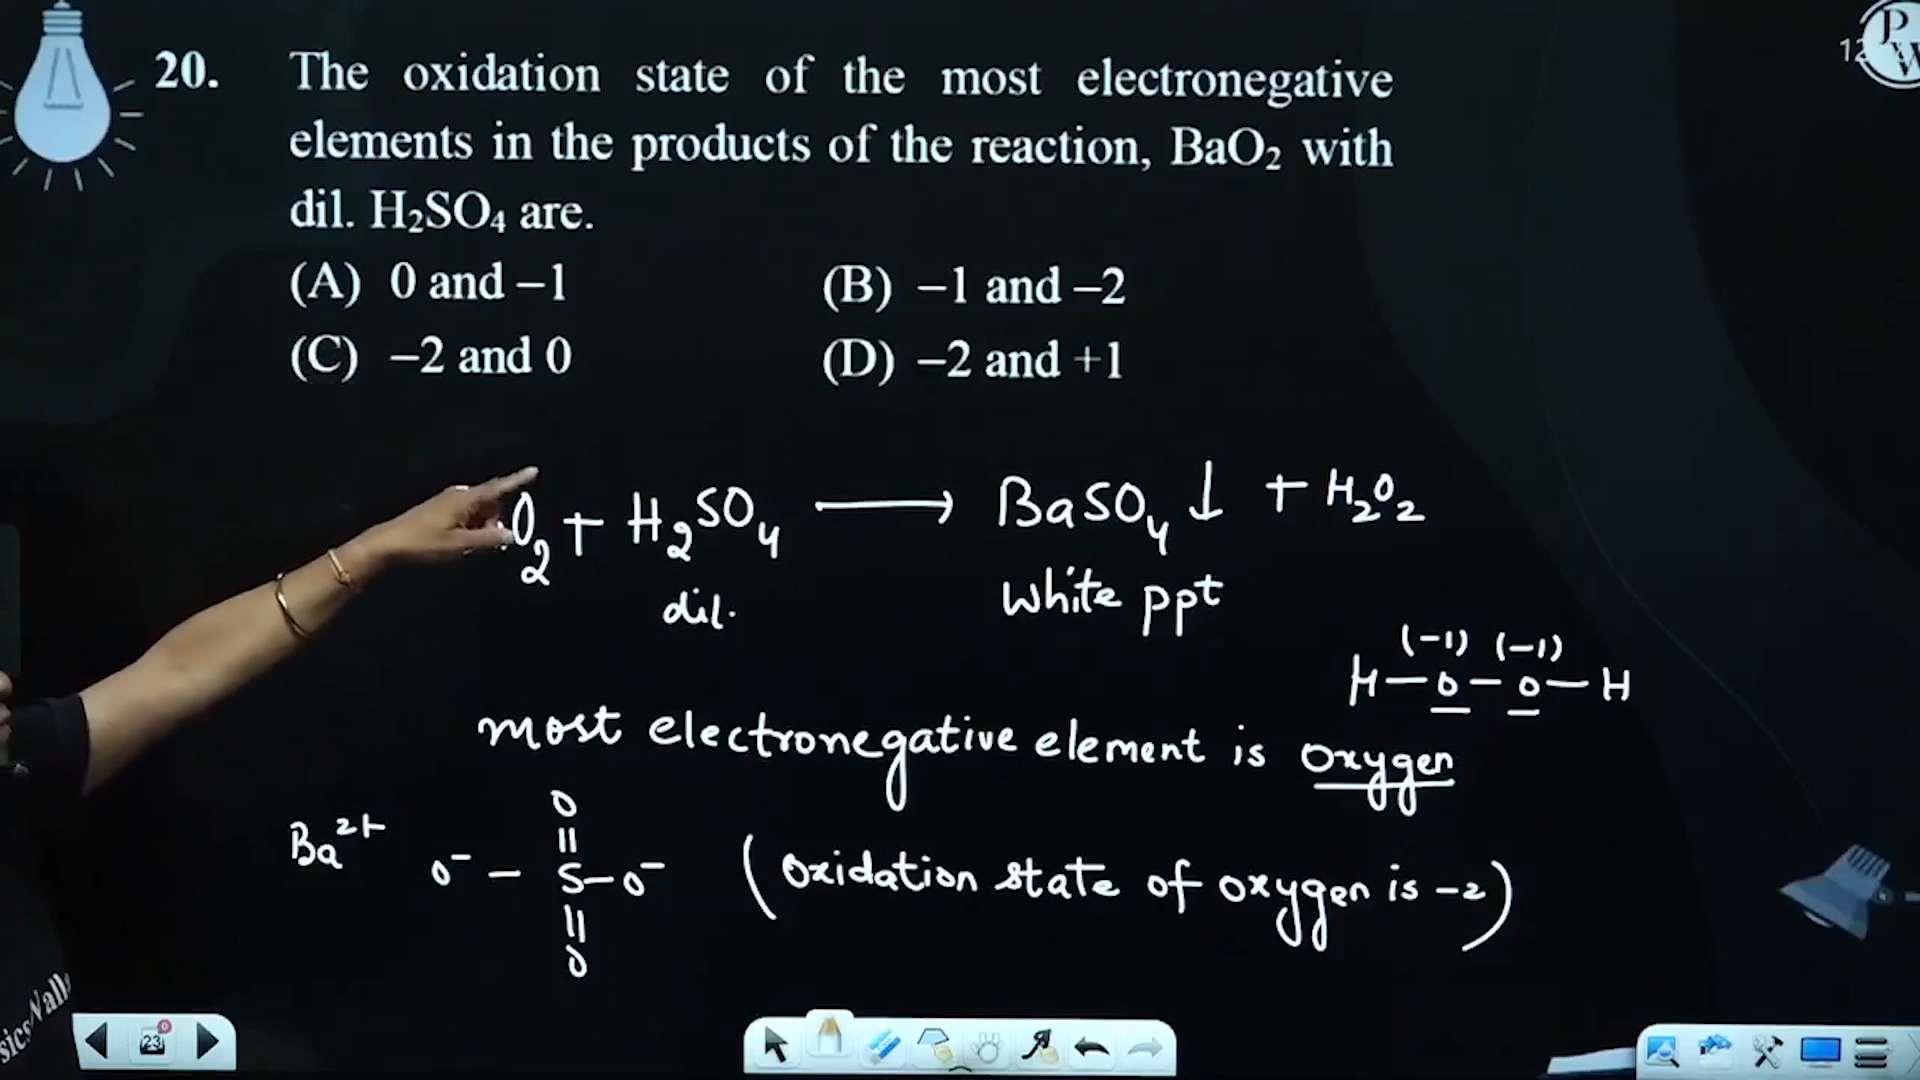 20. The oxidation state of the most electronegative
elements in the products of the reaction, BaO₂ with
dil. H₂SO₄ are.
(A) 0 and –1 (B) –1 and –2
(C) –2 and 0 (D) –2 and +1
O₂ + H₂SO₄ ⟶ BaSO₄↓ + H₂O₂
dil. White ppt
(-1) (-1)
H—O—O—H
most electronegative element is oxygen
O
||
Ba²⁺ O⁻ — S — O⁻ (oxidation state of oxygen is -2)
||
O
PW
23